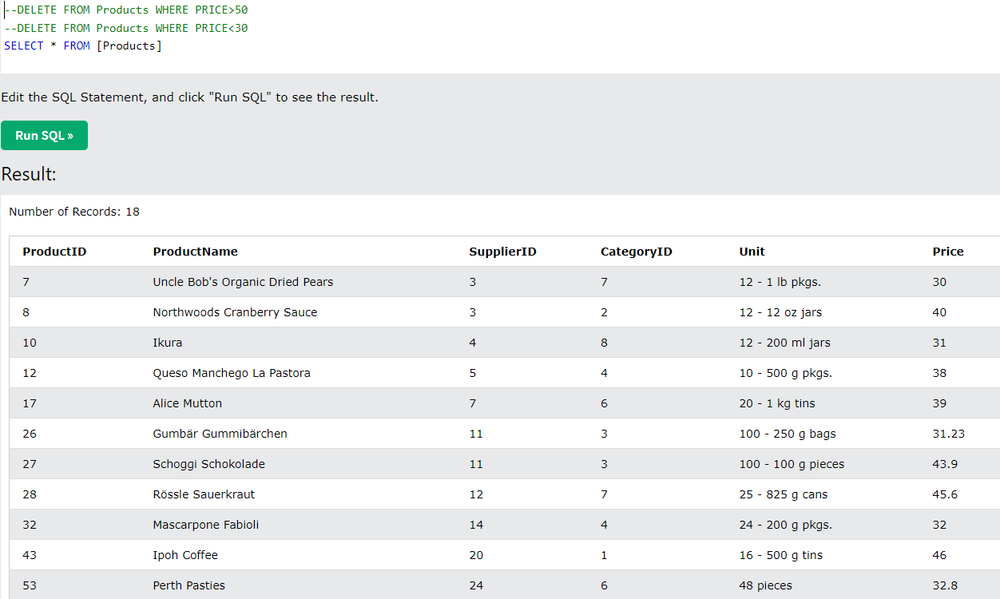 --DELETE FROM Products WHERE PRICE>50
--DELETE FROM Products WHERE PRICE<30
SELECT * FROM [Products]
Edit the SQL Statement, and click "Run SQL" to see the result.
Run SQL »
Result:
Number of Records: 18
ProductID ProductName SupplierID CategoryID Unit Price
7 Uncle Bob's Organic Dried Pears 3 7 12 - 1 lb pkgs. 30
8 Northwoods Cranberry Sauce 3 2 12 - 12 oz jars 40
10 Ikura 4 8 12 - 200 ml jars 31
12 Queso Manchego La Pastora 5 4 10 - 500 g pkgs. 38
17 Alice Mutton 7 6 20 - 1 kg tins 39
26 Gumbär Gummibärchen 11 3 100 - 250 g bags 31.23
27 Schoggi Schokolade 11 3 100 - 100 g pieces 43.9
28 Rössle Sauerkraut 12 7 25 - 825 g cans 45.6
32 Mascarpone Fabioli 14 4 24 - 200 g pkgs. 32
43 Ipoh Coffee 20 1 16 - 500 g tins 46
53 Perth Pasties 24 6 48 pieces 32.8